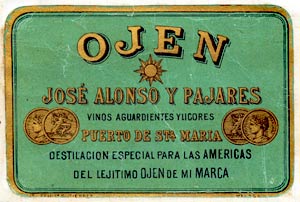 OJEN
JOSÉ ALONSO Y PAJARES
VINOS AGUARDIENTES Y LICORES
PUERTO DE STA. MARIA
DESTILACION ESPECIAL PARA LAS AMERICAS
DEL LEJITIMO OJEN DE MI MARCA